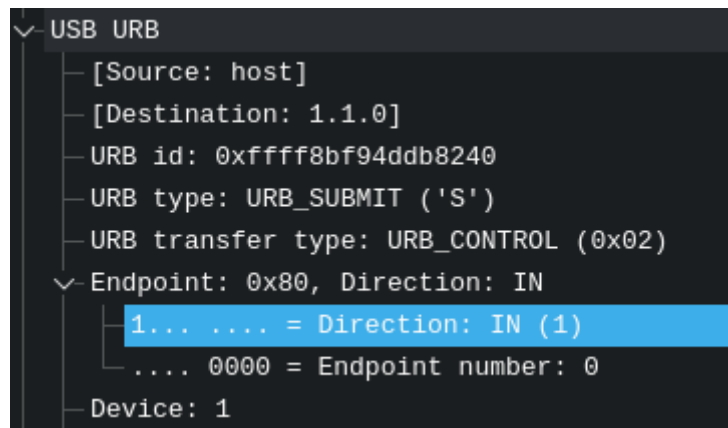 USB URB
[Source: host]
[Destination: 1.1.0]
URB id: 0xffff8bf94ddb8240
URB type: URB_SUBMIT ('S')
URB transfer type: URB_CONTROL (0x02)
Endpoint: 0x80, Direction: IN
1... .... = Direction: IN (1)
.... 0000 = Endpoint number: 0
Device: 1